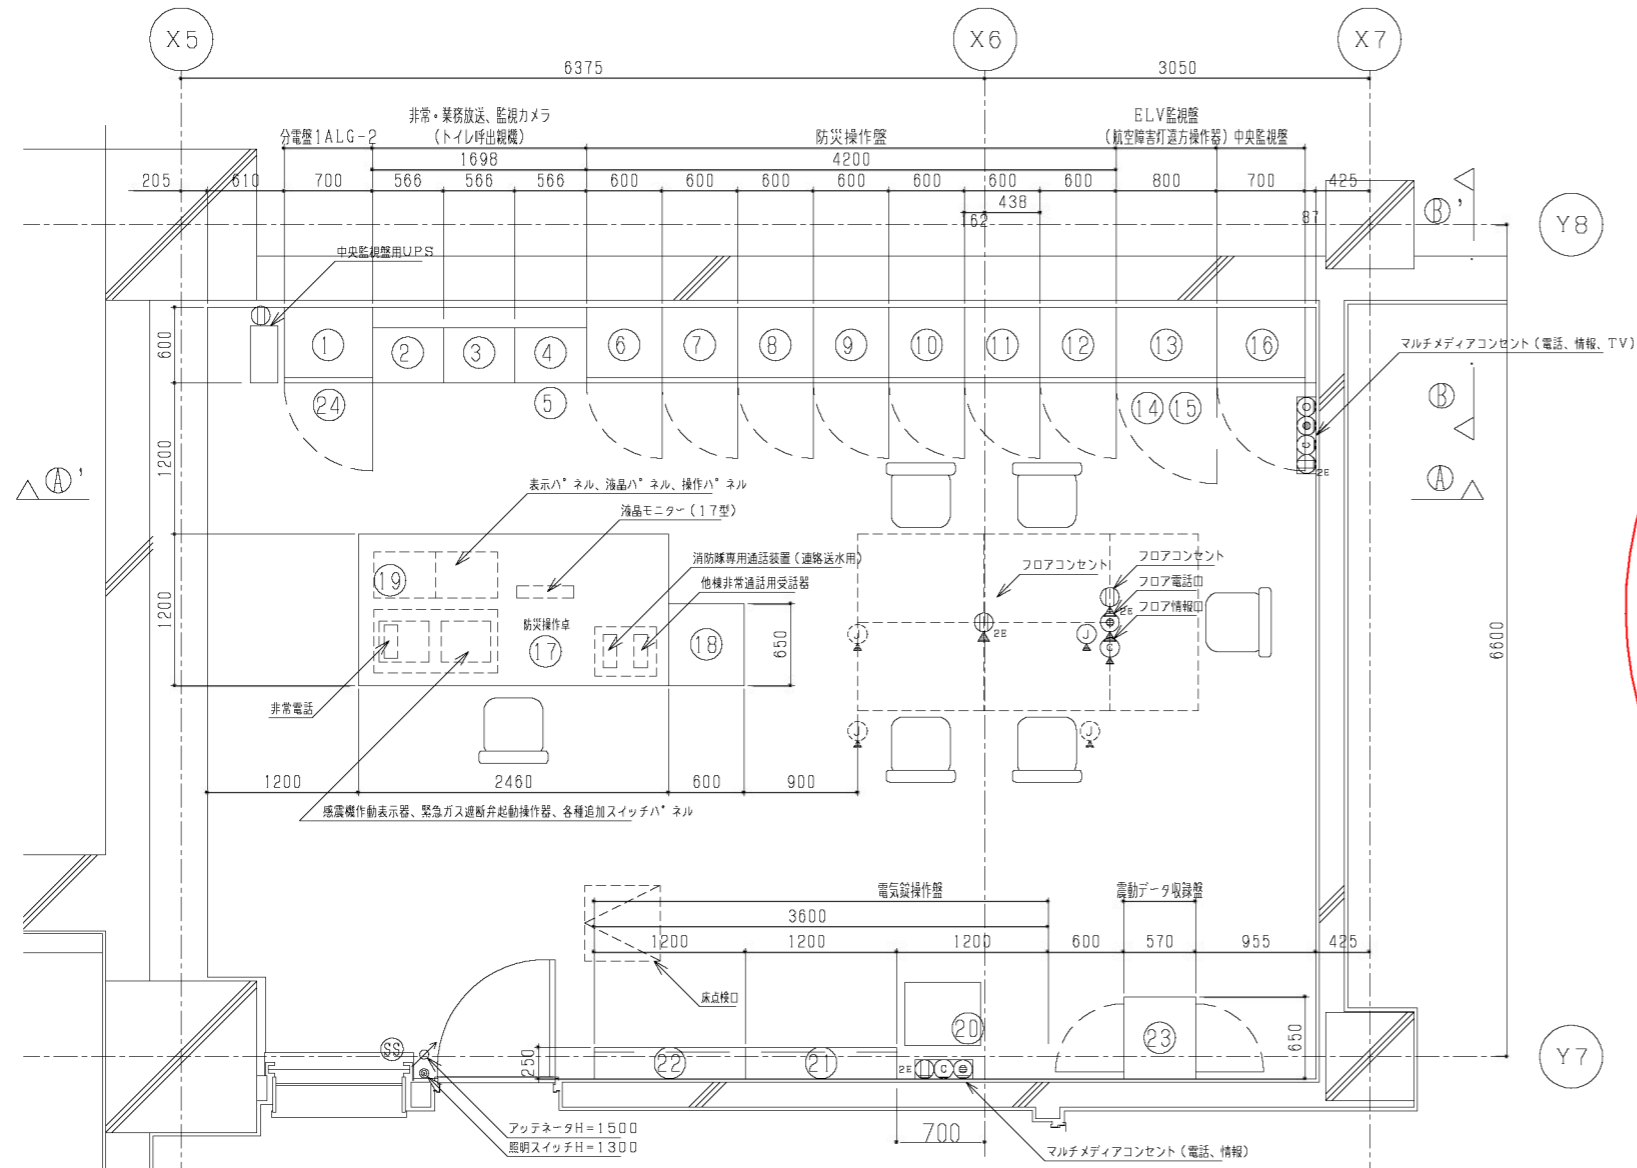 X5
X6
X7
6375
3050
非常・業務放送、監視カメラ
ELV監視盤
分電盤1ALG-2
(トイレ呼出親機)
防災操作盤
(航空障害灯遠方操作器)
中央監視盤
1698
4200
205
610
700
566
566
566
600
600
600
600
600
600
600
800
700
425
162
438
87
B'
Y8
中央監視盤用UPS
600
1
2
3
4
6
7
8
9
10
11
12
13
16
マルチメディアコンセント(電話、情報、TV)
24
5
14
15
B
1200
C
2E
A'
A
表示パネル、液晶パネル、操作パネル
液晶モニター(17型)
消防隊専用通話装置(連絡送水用)
他棟非常通話用受話器
フロアコンセント
フロアコンセント
フロア電話口
フロア情報口
19
1200
防災操作卓
17
18
650
J
2E
J
2E
C
6600
非常電話
J
J
1200
2460
600
900
感震機作動表示器、緊急ガス遮断弁起動操作器、各種追加スイッチパネル
電気錠操作盤
震動データ収録盤
3600
1200
1200
1200
600
570
955
425
床点検口
20
23
650
SS
250
22
21
2E
C
Y7
アッテネータH=1500
照明スイッチH=1300
700
マルチメディアコンセント(電話、情報)